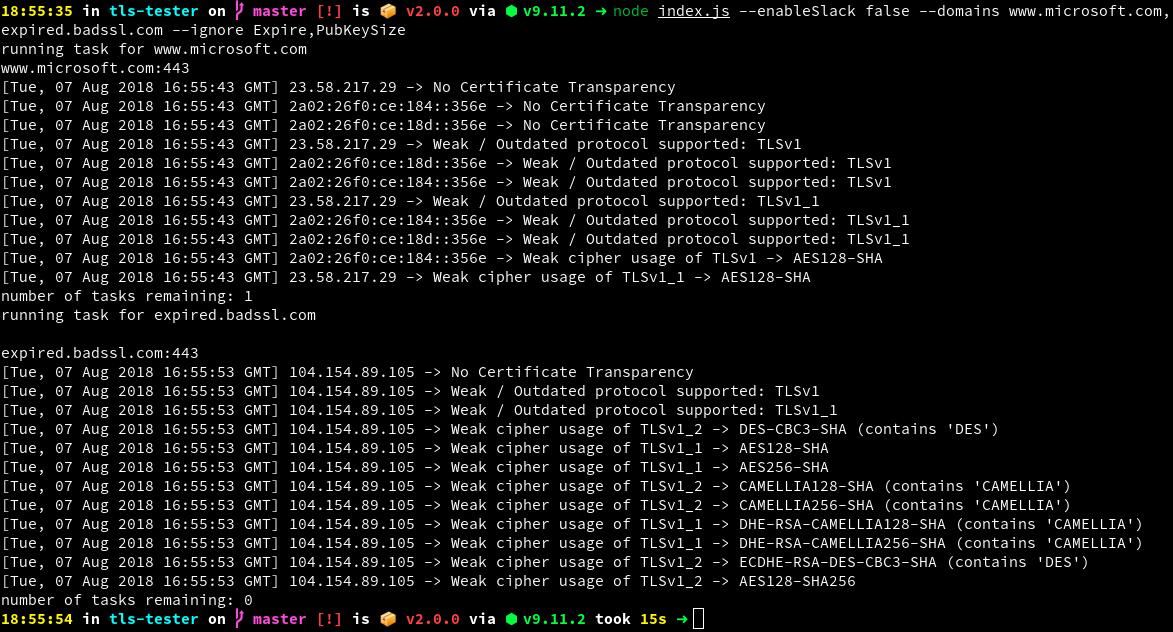 18:55:35 in tls-tester on master [!] is 📦 v2.0.0 via ⬢ v9.11.2 ➜ node index.js --enableSlack false --domains www.microsoft.com,
expired.badssl.com --ignore Expire,PubKeySize
running task for www.microsoft.com
www.microsoft.com:443
[Tue, 07 Aug 2018 16:55:43 GMT] 23.58.217.29 -> No Certificate Transparency
[Tue, 07 Aug 2018 16:55:43 GMT] 2a02:26f0:ce:184::356e -> No Certificate Transparency
[Tue, 07 Aug 2018 16:55:43 GMT] 2a02:26f0:ce:18d::356e -> No Certificate Transparency
[Tue, 07 Aug 2018 16:55:43 GMT] 23.58.217.29 -> Weak / Outdated protocol supported: TLSv1
[Tue, 07 Aug 2018 16:55:43 GMT] 2a02:26f0:ce:18d::356e -> Weak / Outdated protocol supported: TLSv1
[Tue, 07 Aug 2018 16:55:43 GMT] 2a02:26f0:ce:184::356e -> Weak / Outdated protocol supported: TLSv1
[Tue, 07 Aug 2018 16:55:43 GMT] 23.58.217.29 -> Weak / Outdated protocol supported: TLSv1_1
[Tue, 07 Aug 2018 16:55:43 GMT] 2a02:26f0:ce:184::356e -> Weak / Outdated protocol supported: TLSv1_1
[Tue, 07 Aug 2018 16:55:43 GMT] 2a02:26f0:ce:18d::356e -> Weak / Outdated protocol supported: TLSv1_1
[Tue, 07 Aug 2018 16:55:43 GMT] 2a02:26f0:ce:184::356e -> Weak cipher usage of TLSv1 -> AES128-SHA
[Tue, 07 Aug 2018 16:55:43 GMT] 23.58.217.29 -> Weak cipher usage of TLSv1_1 -> AES128-SHA
number of tasks remaining: 1
running task for expired.badssl.com
expired.badssl.com:443
[Tue, 07 Aug 2018 16:55:53 GMT] 104.154.89.105 -> No Certificate Transparency
[Tue, 07 Aug 2018 16:55:53 GMT] 104.154.89.105 -> Weak / Outdated protocol supported: TLSv1
[Tue, 07 Aug 2018 16:55:53 GMT] 104.154.89.105 -> Weak / Outdated protocol supported: TLSv1_1
[Tue, 07 Aug 2018 16:55:53 GMT] 104.154.89.105 -> Weak cipher usage of TLSv1_2 -> DES-CBC3-SHA (contains 'DES')
[Tue, 07 Aug 2018 16:55:53 GMT] 104.154.89.105 -> Weak cipher usage of TLSv1_1 -> AES128-SHA
[Tue, 07 Aug 2018 16:55:53 GMT] 104.154.89.105 -> Weak cipher usage of TLSv1_1 -> AES256-SHA
[Tue, 07 Aug 2018 16:55:53 GMT] 104.154.89.105 -> Weak cipher usage of TLSv1_2 -> CAMELLIA128-SHA (contains 'CAMELLIA')
[Tue, 07 Aug 2018 16:55:53 GMT] 104.154.89.105 -> Weak cipher usage of TLSv1_2 -> CAMELLIA256-SHA (contains 'CAMELLIA')
[Tue, 07 Aug 2018 16:55:53 GMT] 104.154.89.105 -> Weak cipher usage of TLSv1_1 -> DHE-RSA-CAMELLIA128-SHA (contains 'CAMELLIA')
[Tue, 07 Aug 2018 16:55:53 GMT] 104.154.89.105 -> Weak cipher usage of TLSv1_1 -> DHE-RSA-CAMELLIA256-SHA (contains 'CAMELLIA')
[Tue, 07 Aug 2018 16:55:53 GMT] 104.154.89.105 -> Weak cipher usage of TLSv1_2 -> ECDHE-RSA-DES-CBC3-SHA (contains 'DES')
[Tue, 07 Aug 2018 16:55:53 GMT] 104.154.89.105 -> Weak cipher usage of TLSv1_2 -> AES128-SHA256
number of tasks remaining: 0
18:55:54 in tls-tester on master [!] is 📦 v2.0.0 via ⬢ v9.11.2 took 15s ➜